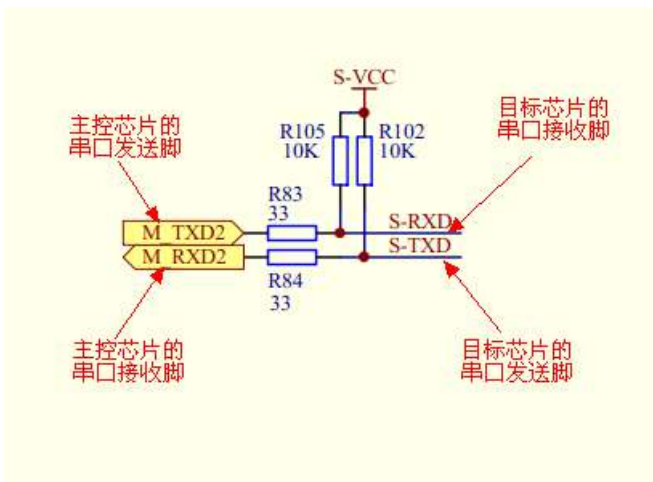 S-VCC
主控芯片的
串口发送脚
目标芯片的
串口接收脚
R105
10K
R102
10K
R83
33
M_TXD2
S-RXD
M_RXD2
S-TXD
R84
33
主控芯片的
串口接收脚
目标芯片的
串口发送脚